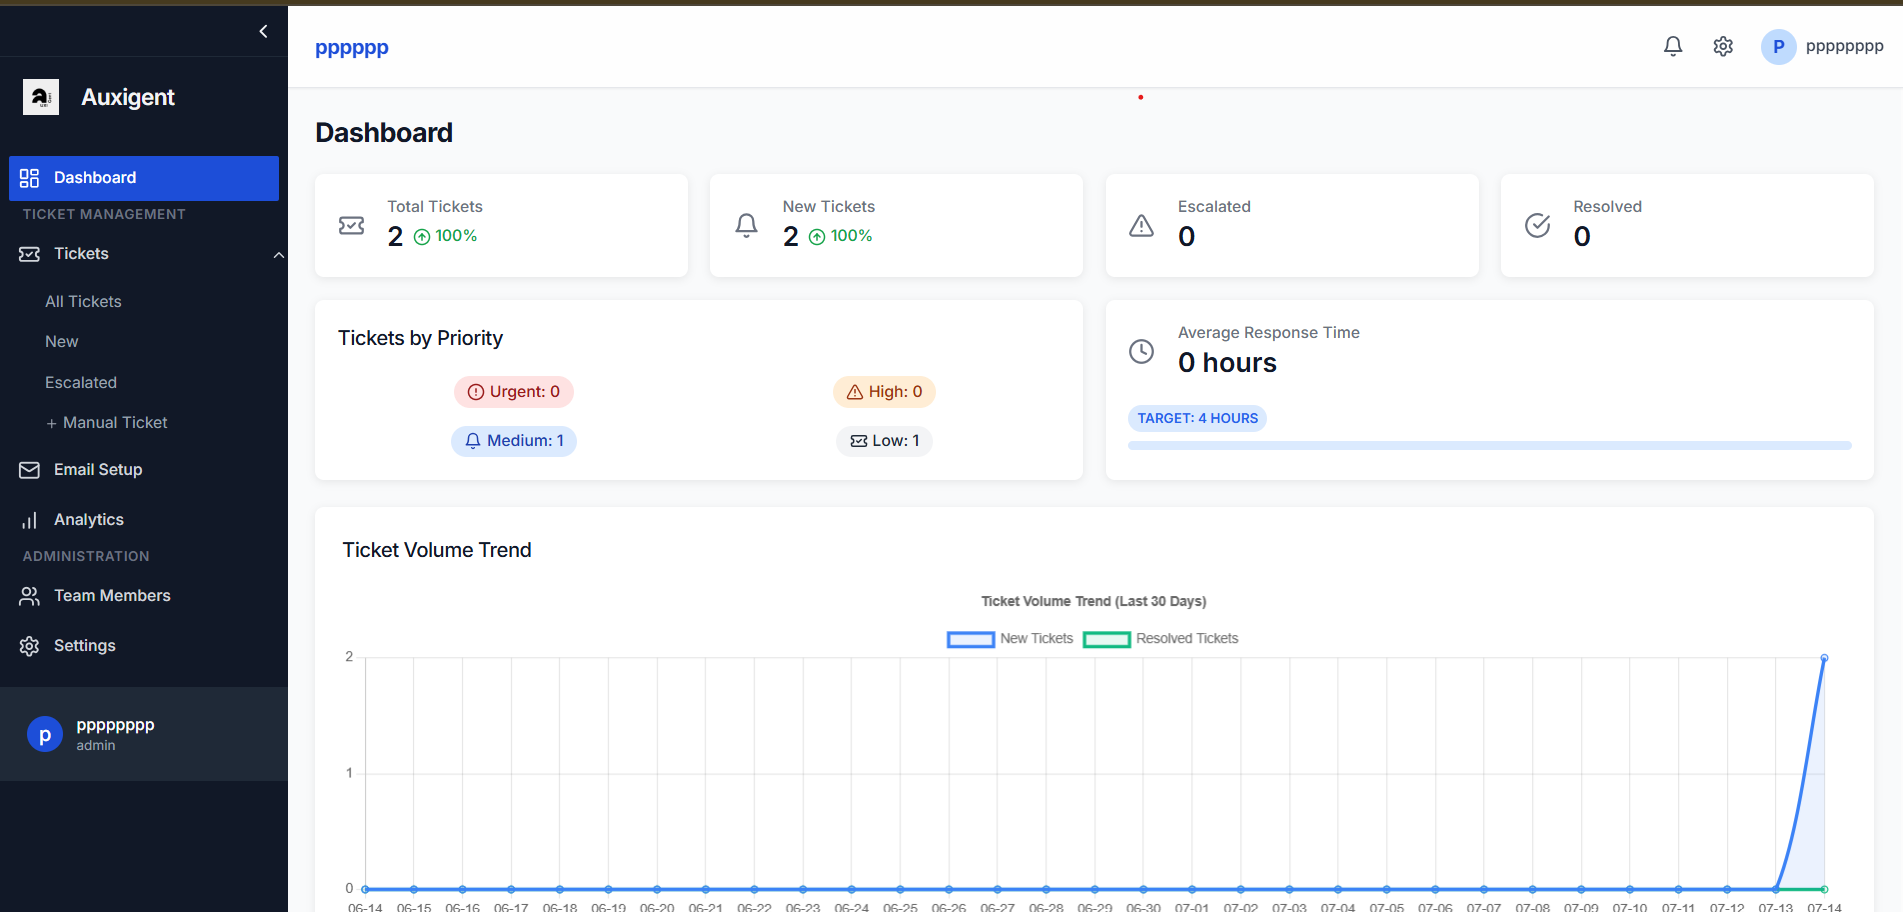 Auxigent
Dashboard
TICKET MANAGEMENT
Tickets
All Tickets
New
Escalated
+ Manual Ticket
Email Setup
Analytics
ADMINISTRATION
Team Members
Settings
p
pppppppp
admin
pppppp
P
pppppppp
Dashboard
Total Tickets
2 100%
New Tickets
2 100%
Escalated
0
Resolved
0
Tickets by Priority
Urgent: 0
High: 0
Medium: 1
Low: 1
Average Response Time
0 hours
TARGET: 4 HOURS
Ticket Volume Trend
Ticket Volume Trend (Last 30 Days)
New Tickets Resolved Tickets
2
1
0
06-14 06-15 06-16 06-17 06-18 06-19 06-20 06-21 06-22 06-23 06-24 06-25 06-26 06-27 06-28 06-29 06-30 07-01 07-02 07-03 07-04 07-05 07-06 07-07 07-08 07-09 07-10 07-11 07-12 07-13 07-14